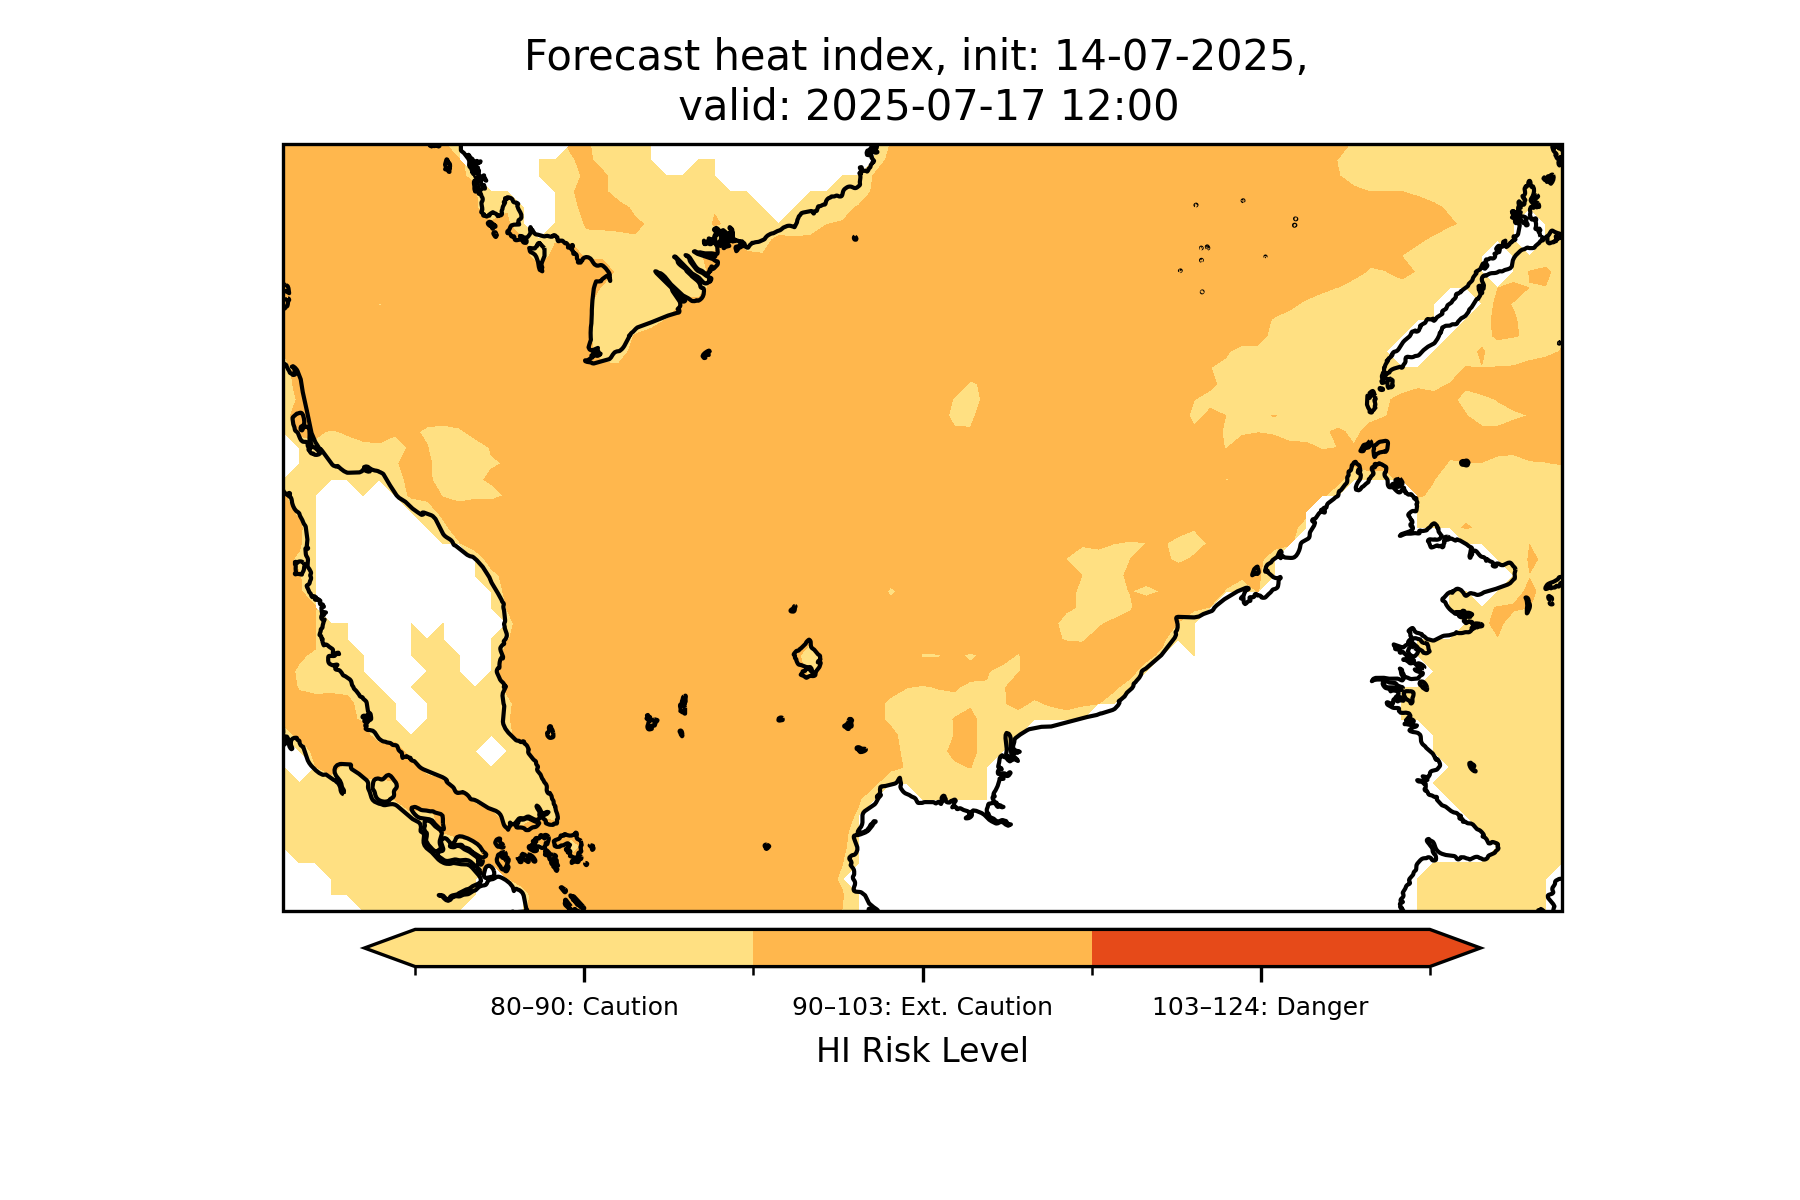 Forecast heat index, init: 14-07-2025,
valid: 2025-07-17 12:00
80–90: Caution
90–103: Ext. Caution
103–124: Danger
HI Risk Level